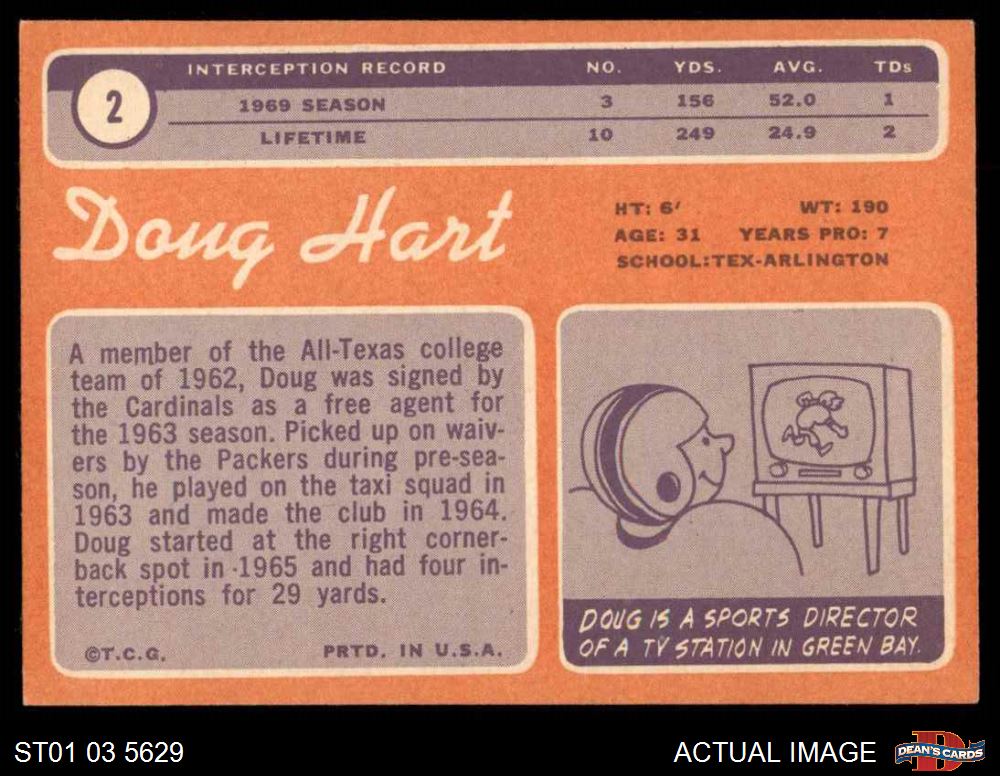 2
INTERCEPTION RECORD NO. YDS. AVG. TDs
1969 SEASON 3 156 52.0 1
LIFETIME 10 249 24.9 2
Doug Hart
HT: 6′ WT: 190
AGE: 31 YEARS PRO: 7
SCHOOL:TEX-ARLINGTON
A member of the All-Texas college
team of 1962, Doug was signed by
the Cardinals as a free agent for
the 1963 season. Picked up on waiv-
ers by the Packers during pre-sea-
son, he played on the taxi squad in
1963 and made the club in 1964.
Doug started at the right corner-
back spot in 1965 and had four in-
terceptions for 29 yards.
©T.C.G. PRTD. IN U.S.A.
DOUG IS A SPORTS DIRECTOR
OF A TV STATION IN GREEN BAY.
ST01 03 5629
ACTUAL IMAGE
D
DEAN'S CARDS